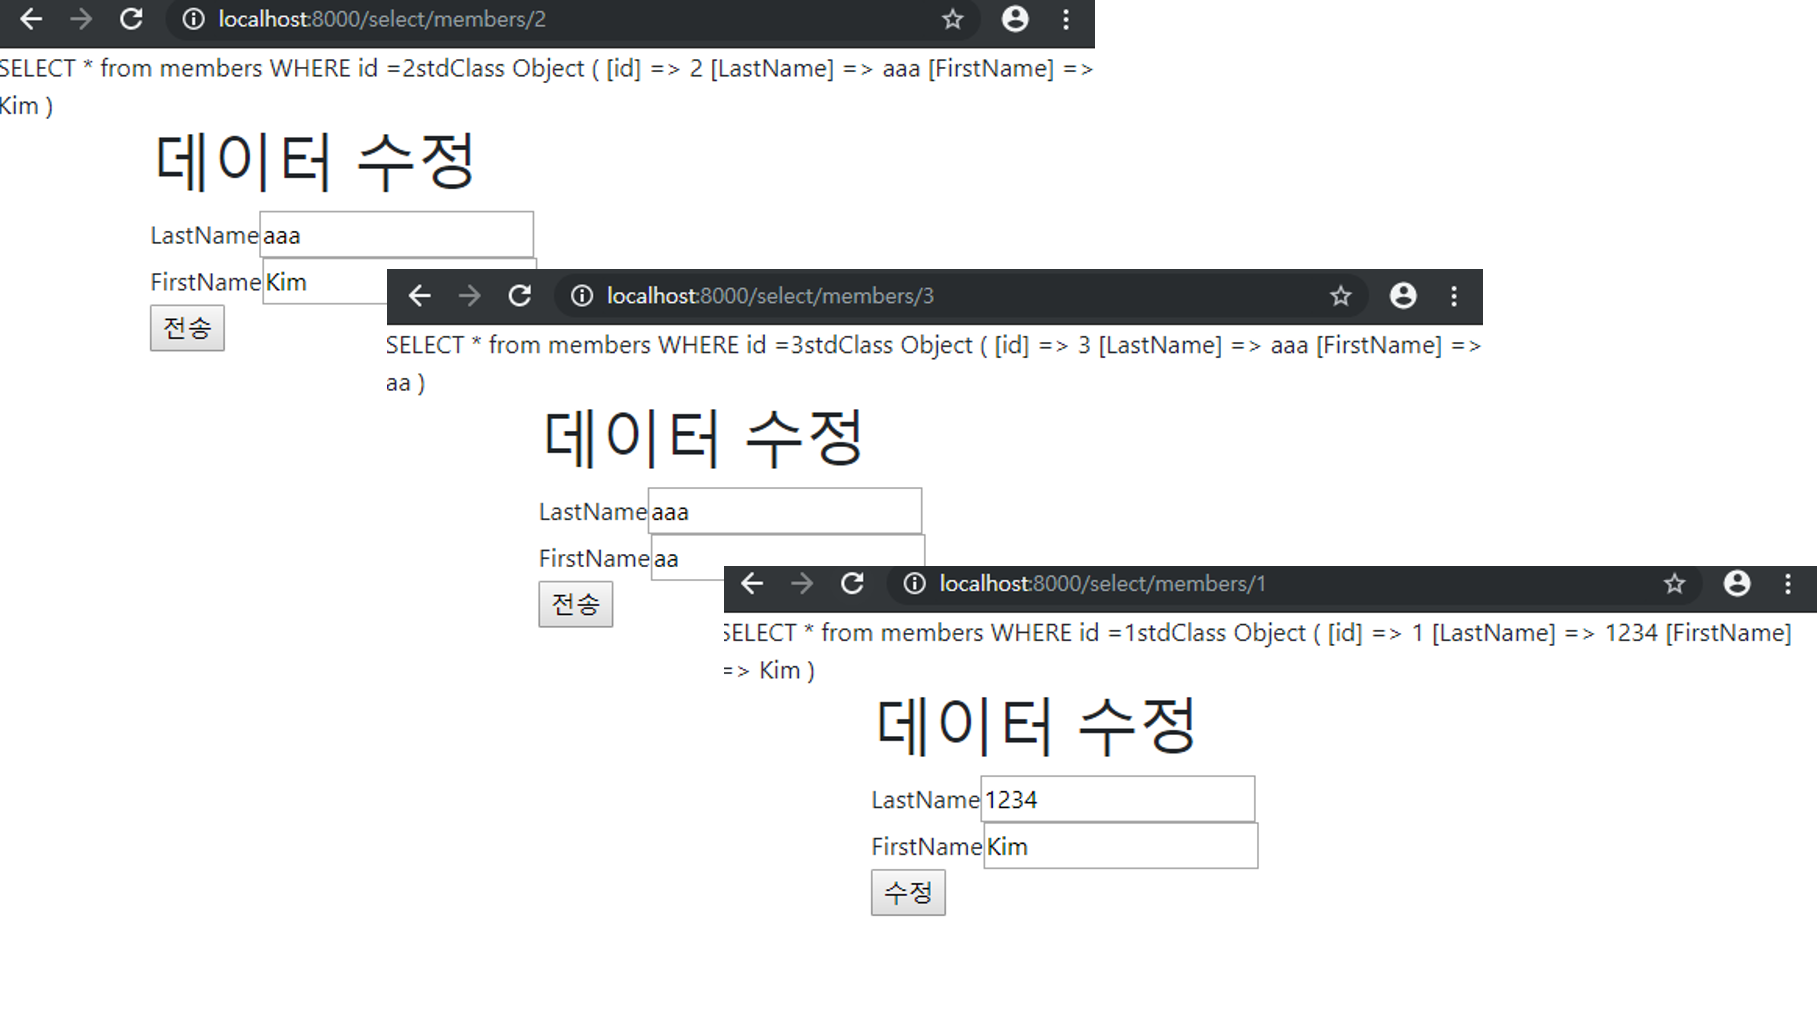 localhost:8000/select/members/2
SELECT * from members WHERE id =2stdClass Object ( [id] => 2 [LastName] => aaa [FirstName] =>
Kim )
데이터 수정
LastName aaa
FirstName Kim
전송
localhost:8000/select/members/3
SELECT * from members WHERE id =3stdClass Object ( [id] => 3 [LastName] => aaa [FirstName] =>
aa )
데이터 수정
LastName aaa
FirstName aa
전송
localhost:8000/select/members/1
SELECT * from members WHERE id =1stdClass Object ( [id] => 1 [LastName] => 1234 [FirstName]
=> Kim )
데이터 수정
LastName 1234
FirstName Kim
수정